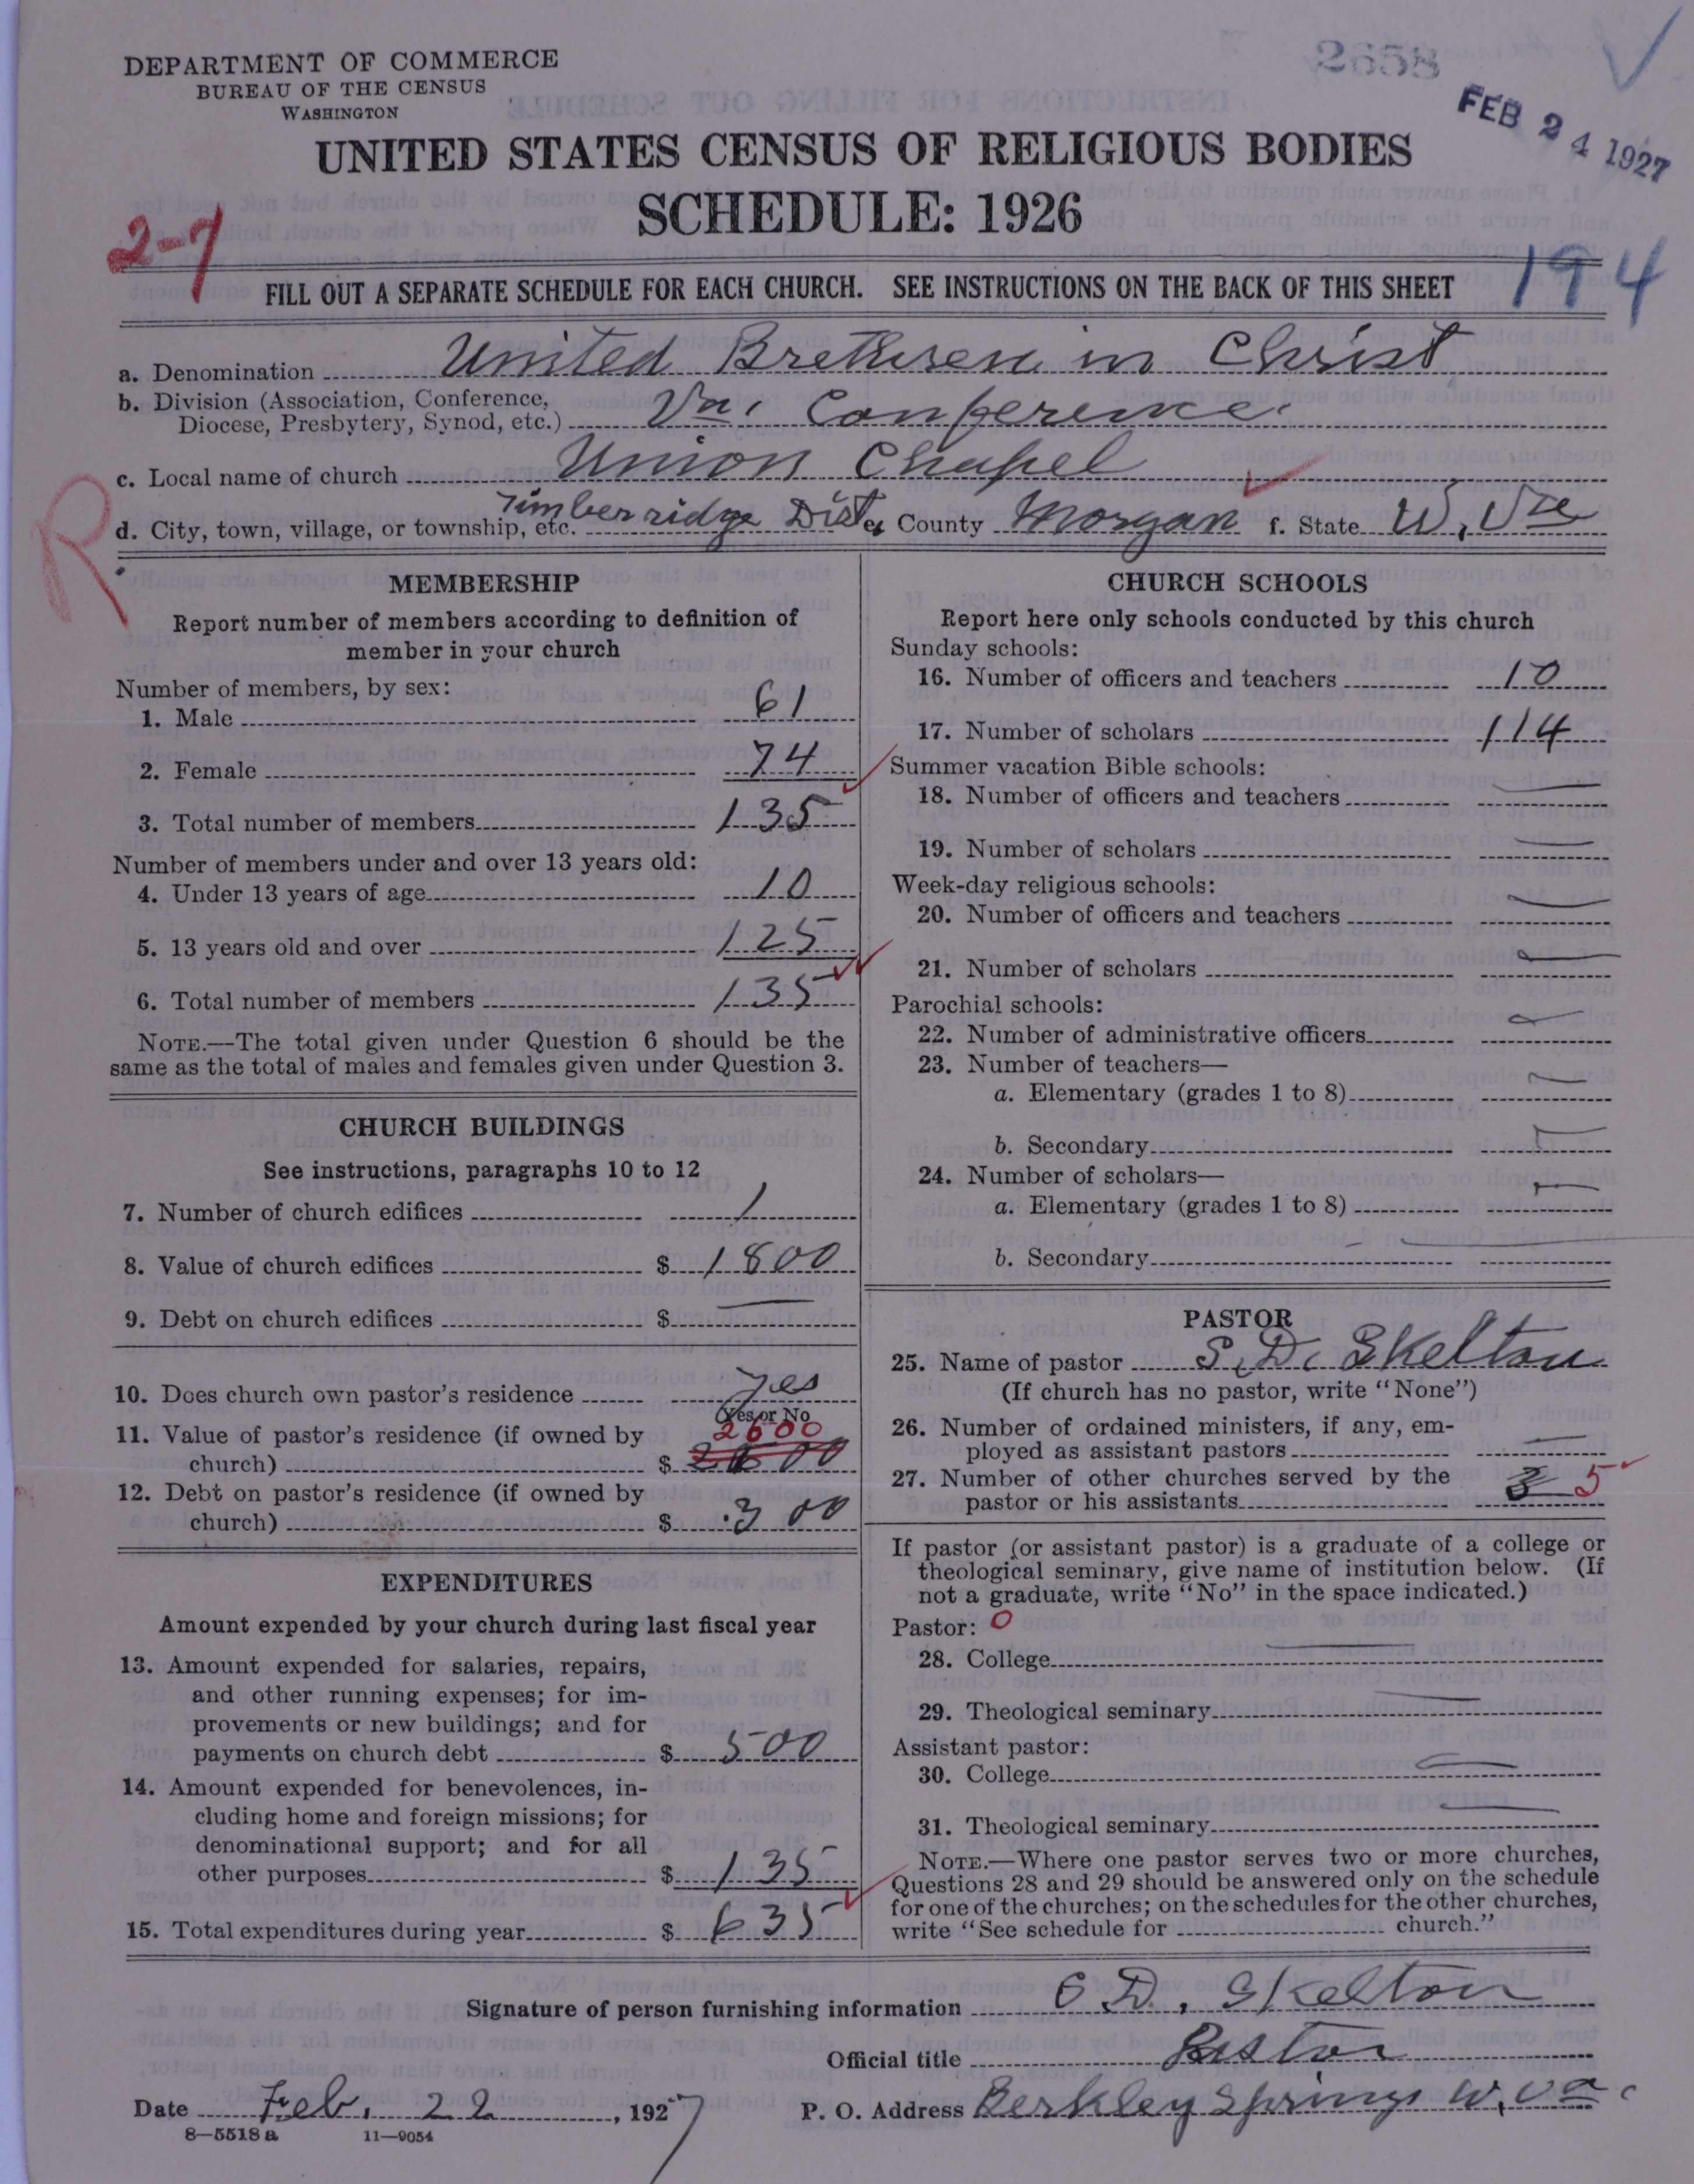 DEPARTMENT OF COMMERCE
BUREAU OF THE CENSUS
WASHINGTON
2658
FEB 24 1927
UNITED STATES CENSUS OF RELIGIOUS BODIES
SCHEDULE: 1926
2-7
194
FILL OUT A SEPARATE SCHEDULE FOR EACH CHURCH. SEE INSTRUCTIONS ON THE BACK OF THIS SHEET
a. Denomination United Brethren in Christ
b. Division (Association, Conference, Diocese, Presbytery, Synod, etc.) Va. Conference.
c. Local name of church Union Chapel
d. City, town, village, or township, etc. Timberridge Dist e. County Morgan f. State W. Va
R
MEMBERSHIP
Report number of members according to definition of
member in your church
Number of members, by sex:
1. Male 61
2. Female 74
3. Total number of members 135
Number of members under and over 13 years old:
4. Under 13 years of age 10
5. 13 years old and over 125
6. Total number of members 135
NOTE.—The total given under Question 6 should be the
same as the total of males and females given under Question 3.
CHURCH BUILDINGS
See instructions, paragraphs 10 to 12
7. Number of church edifices 1
8. Value of church edifices $ 1800
9. Debt on church edifices $ —
10. Does church own pastor's residence yes
Yes or No
11. Value of pastor's residence (if owned by 2600
church) $
12. Debt on pastor's residence (if owned by
church) $ 300
EXPENDITURES
Amount expended by your church during last fiscal year
13. Amount expended for salaries, repairs,
and other running expenses; for im-
provements or new buildings; and for
payments on church debt $ 500
14. Amount expended for benevolences, in-
cluding home and foreign missions; for
denominational support; and for all
other purposes $ 135
15. Total expenditures during year $ 635
CHURCH SCHOOLS
Report here only schools conducted by this church
Sunday schools:
16. Number of officers and teachers 10
17. Number of scholars 114
Summer vacation Bible schools:
18. Number of officers and teachers —
19. Number of scholars —
Week-day religious schools:
20. Number of officers and teachers —
21. Number of scholars —
Parochial schools:
22. Number of administrative officers —
23. Number of teachers—
a. Elementary (grades 1 to 8) —
b. Secondary —
24. Number of scholars—
a. Elementary (grades 1 to 8) —
b. Secondary —
PASTOR
25. Name of pastor S. D. Skelton
(If church has no pastor, write "None")
26. Number of ordained ministers, if any, em-
ployed as assistant pastors —
27. Number of other churches served by the
pastor or his assistants 5
If pastor (or assistant pastor) is a graduate of a college or
theological seminary, give name of institution below. (If
not a graduate, write "No" in the space indicated.)
Pastor: 0
28. College —
29. Theological seminary —
Assistant pastor:
30. College —
31. Theological seminary —
NOTE.—Where one pastor serves two or more churches,
Questions 28 and 29 should be answered only on the schedule
for one of the churches; on the schedules for the other churches,
write "See schedule for church."
Signature of person furnishing information S D. Skelton
Official title Pastor
Date Feb. 22, 1927 P. O. Address Berkley Springs W. Va.
8—5518a 11—9054